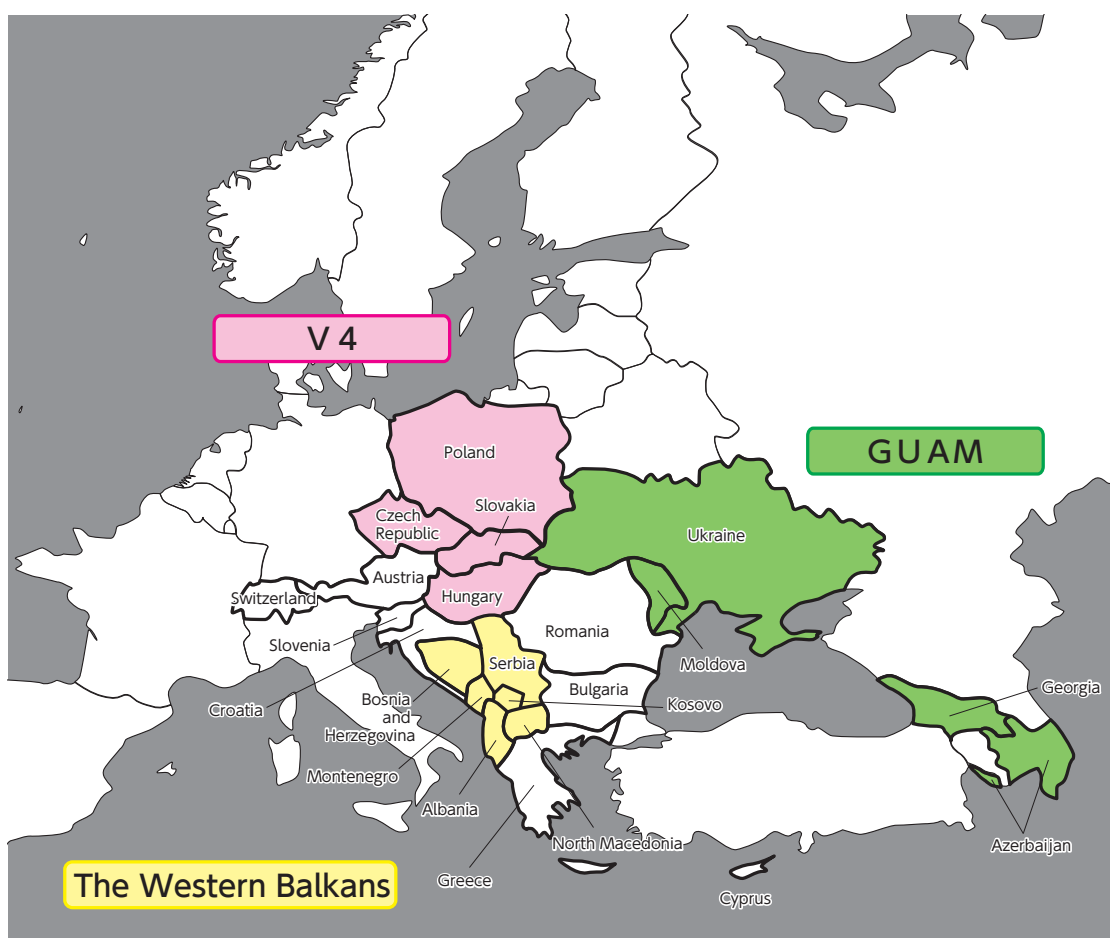 V 4
GUAM
Poland
Slovakia
Czech
Republic
Ukraine
Austria
Switzerland
Hungary
Romania
Slovenia
Serbia
Moldova
Bulgaria
Georgia
Croatia
Bosnia
and
Herzegovina
Kosovo
Montenegro
Albania
North Macedonia
Azerbaijan
The Western Balkans
Greece
Cyprus